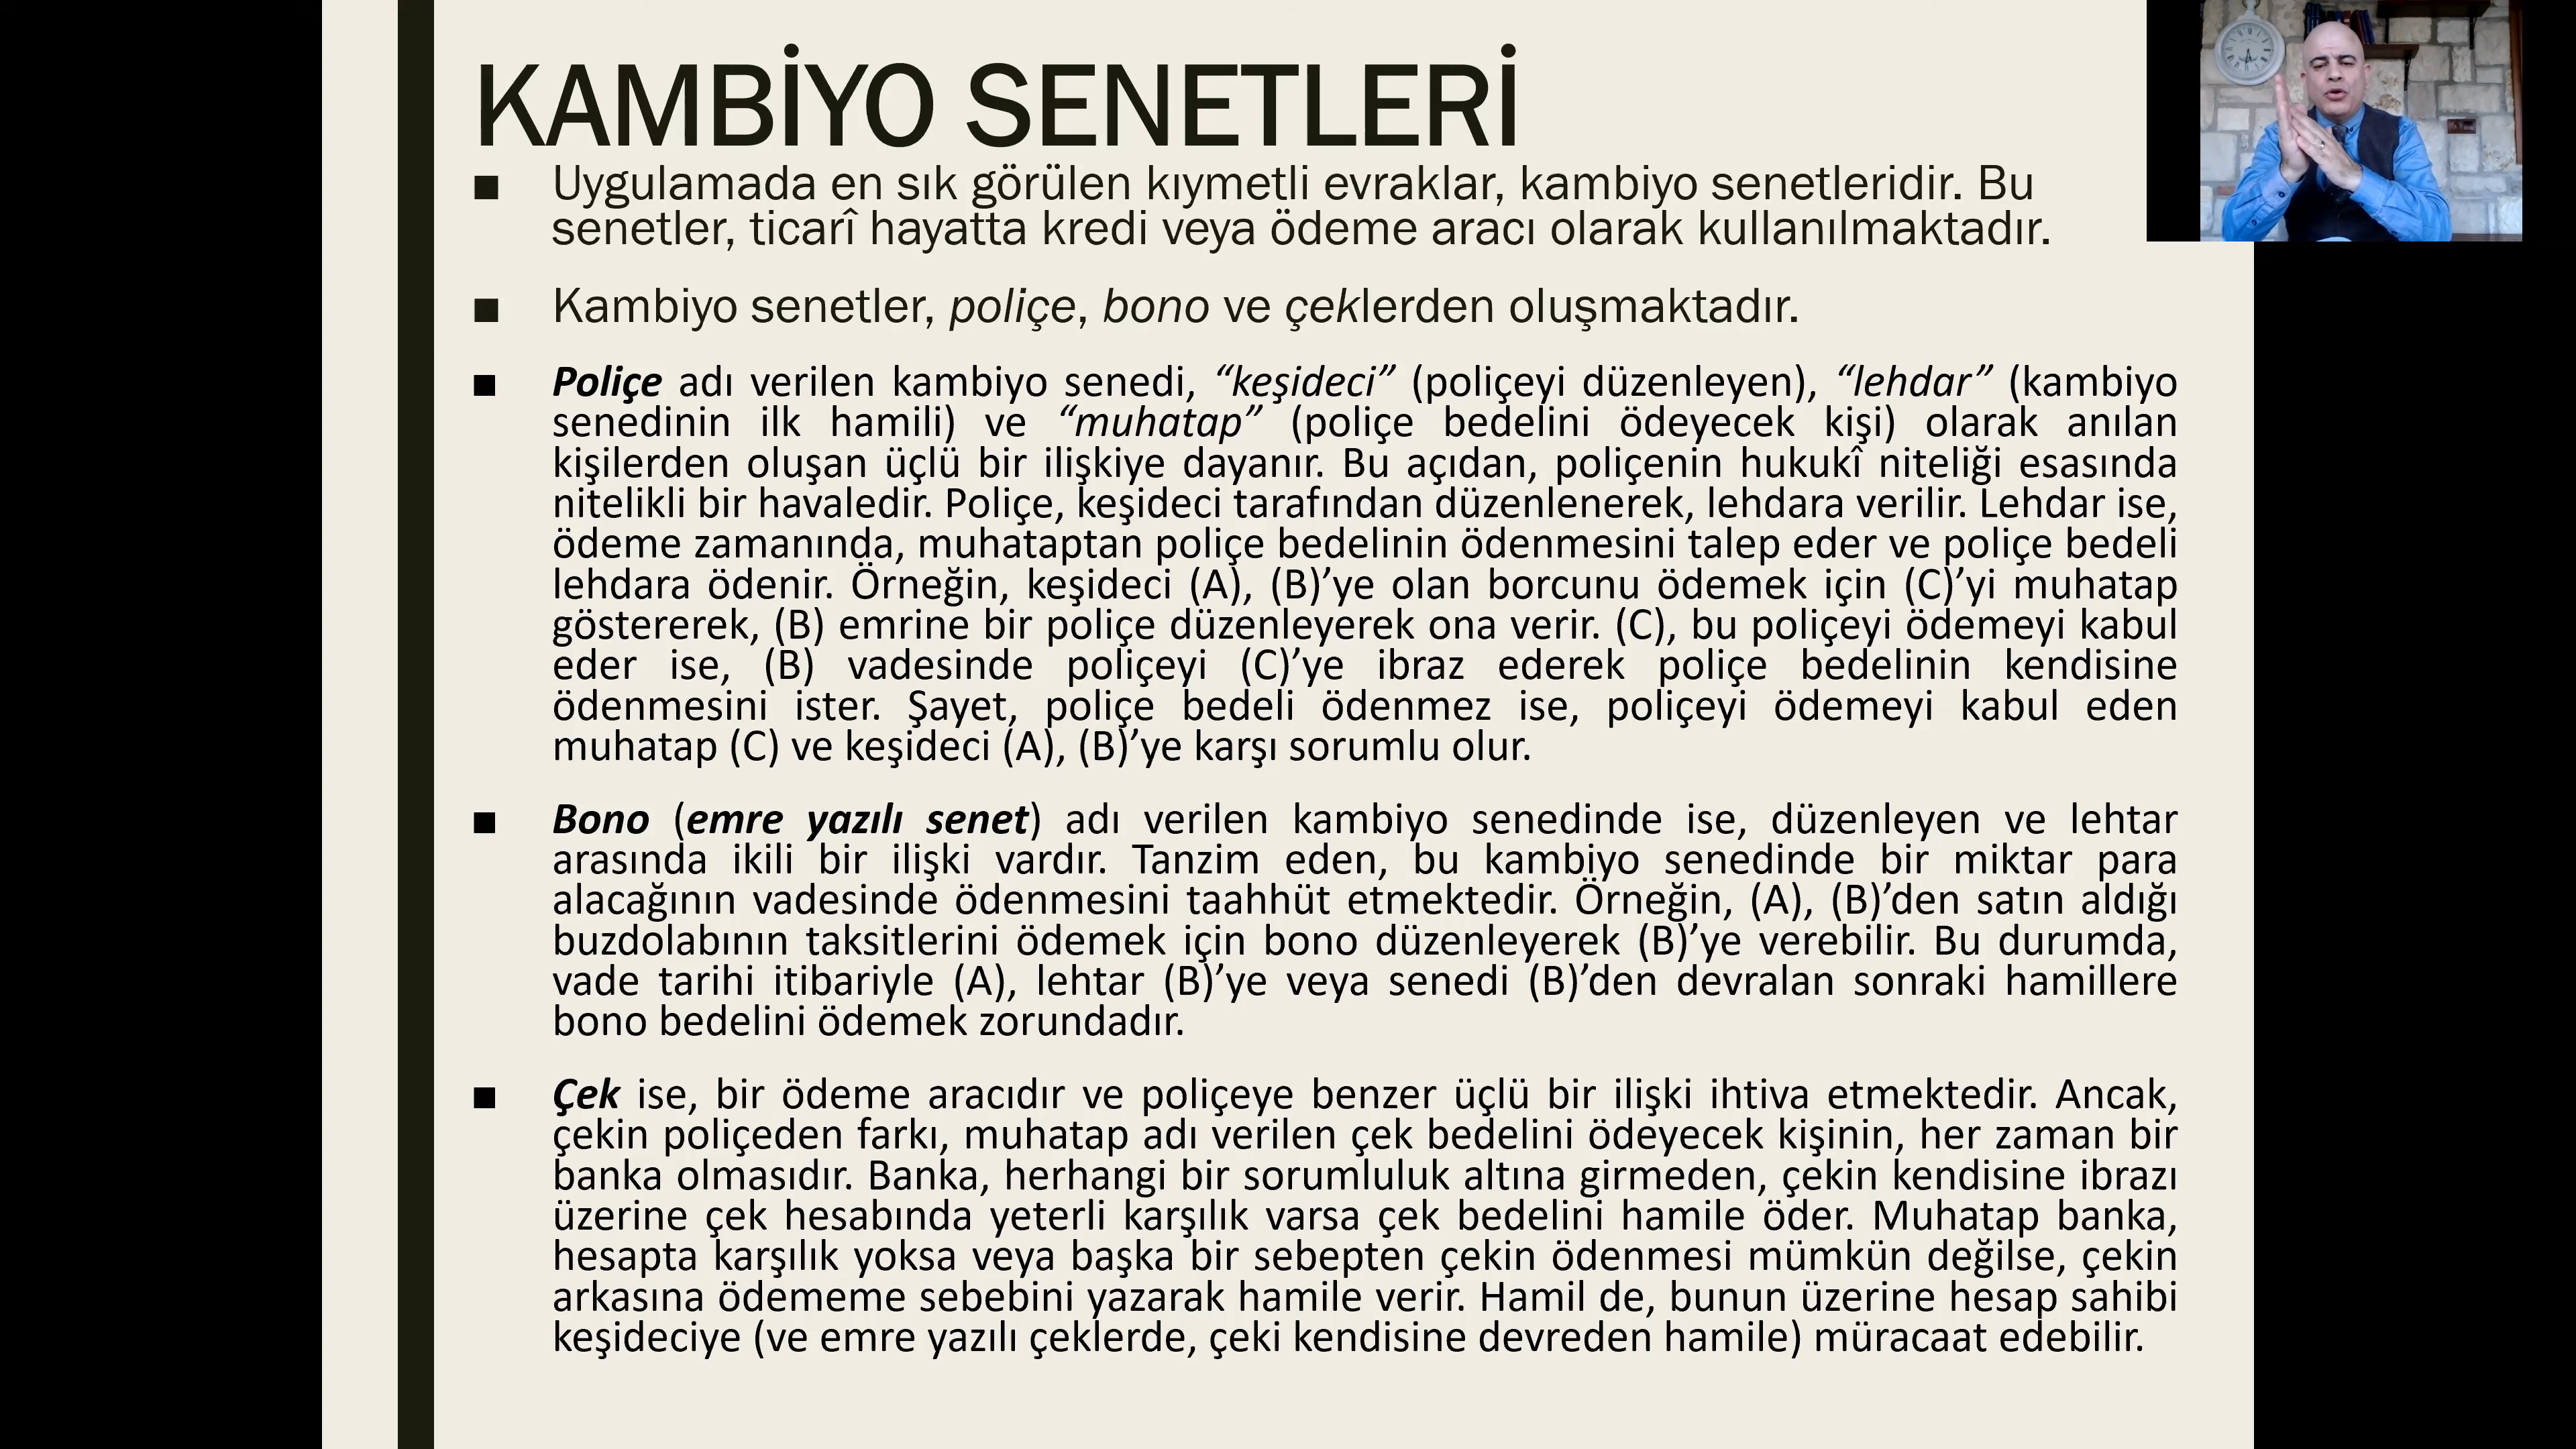 KAMBİYO SENETLERİ
■ Uygulamada en sık görülen kıymetli evraklar, kambiyo senetleridir. Bu
senetler, ticarî hayatta kredi veya ödeme aracı olarak kullanılmaktadır.
■ Kambiyo senetler, poliçe, bono ve çeklerden oluşmaktadır.
■ Poliçe adı verilen kambiyo senedi, “keşideci” (poliçeyi düzenleyen), “lehdar” (kambiyo
senedinin ilk hamili) ve “muhatap” (poliçe bedelini ödeyecek kişi) olarak anılan
kişilerden oluşan üçlü bir ilişkiye dayanır. Bu açıdan, poliçenin hukukî niteliği esasında
nitelikli bir havaledir. Poliçe, keşideci tarafından düzenlenerek, lehdara verilir. Lehdar ise,
ödeme zamanında, muhataptan poliçe bedelinin ödenmesini talep eder ve poliçe bedeli
lehdara ödenir. Örneğin, keşideci (A), (B)’ye olan borcunu ödemek için (C)’yi muhatap
göstererek, (B) emrine bir poliçe düzenleyerek ona verir. (C), bu poliçeyi ödemeyi kabul
eder ise, (B) vadesinde poliçeyi (C)’ye ibraz ederek poliçe bedelinin kendisine
ödenmesini ister. Şayet, poliçe bedeli ödenmez ise, poliçeyi ödemeyi kabul eden
muhatap (C) ve keşideci (A), (B)’ye karşı sorumlu olur.
■ Bono (emre yazılı senet) adı verilen kambiyo senedinde ise, düzenleyen ve lehtar
arasında ikili bir ilişki vardır. Tanzim eden, bu kambiyo senedinde bir miktar para
alacağının vadesinde ödenmesini taahhüt etmektedir. Örneğin, (A), (B)’den satın aldığı
buzdolabının taksitlerini ödemek için bono düzenleyerek (B)’ye verebilir. Bu durumda,
vade tarihi itibariyle (A), lehtar (B)’ye veya senedi (B)’den devralan sonraki hamillere
bono bedelini ödemek zorundadır.
■ Çek ise, bir ödeme aracıdır ve poliçeye benzer üçlü bir ilişki ihtiva etmektedir. Ancak,
çekin poliçeden farkı, muhatap adı verilen çek bedelini ödeyecek kişinin, her zaman bir
banka olmasıdır. Banka, herhangi bir sorumluluk altına girmeden, çekin kendisine ibrazı
üzerine çek hesabında yeterli karşılık varsa çek bedelini hamile öder. Muhatap banka,
hesapta karşılık yoksa veya başka bir sebepten çekin ödenmesi mümkün değilse, çekin
arkasına ödememe sebebini yazarak hamile verir. Hamil de, bunun üzerine hesap sahibi
keşideciye (ve emre yazılı çeklerde, çeki kendisine devreden hamile) müracaat edebilir.